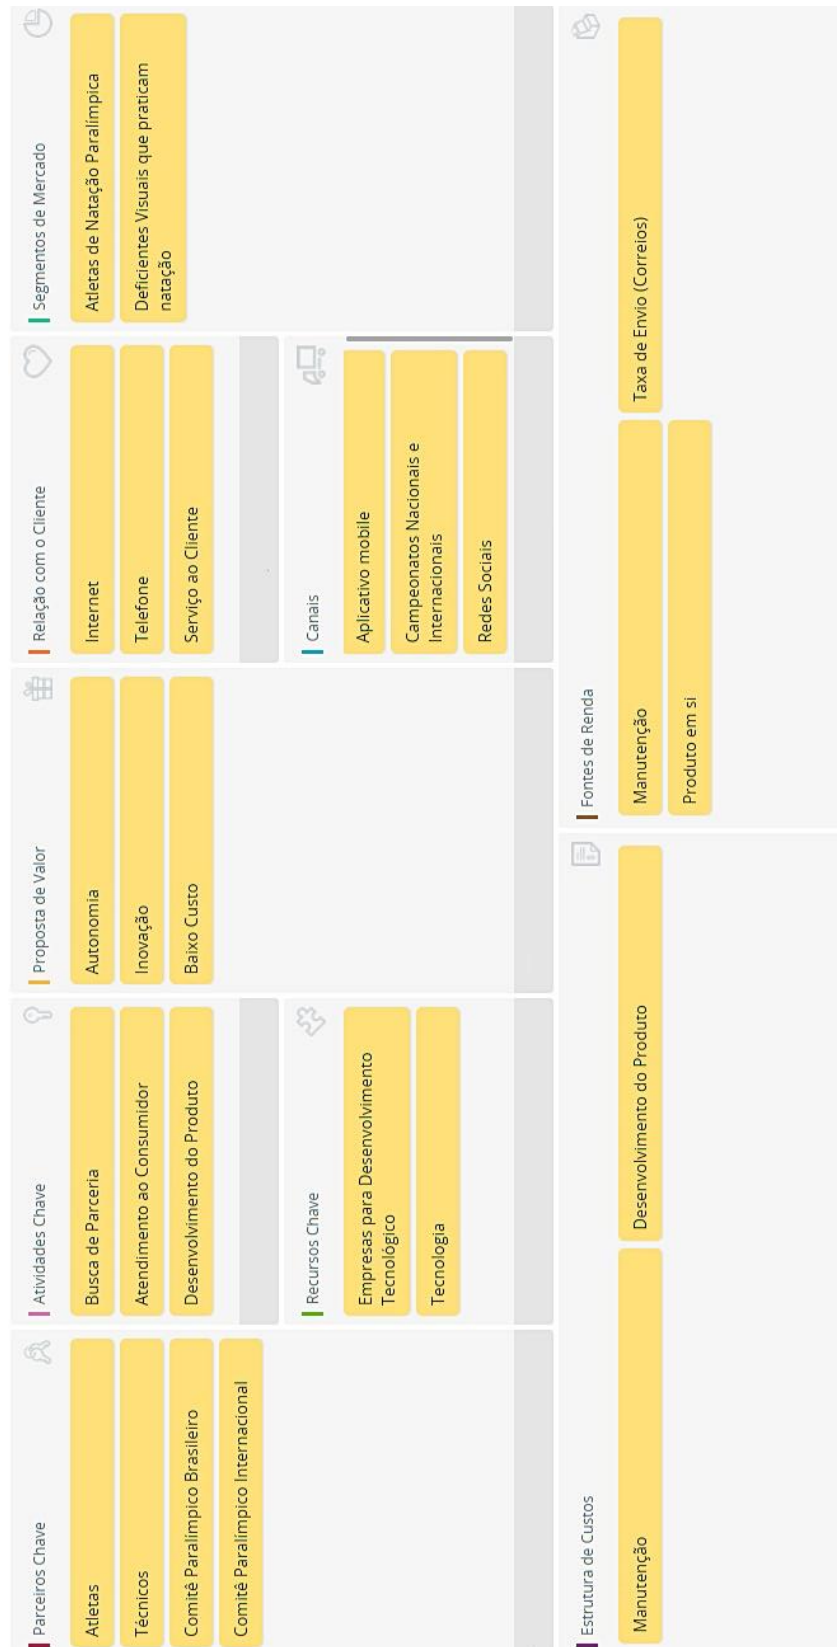 Parceiros Chave
Atletas
Técnicos
Comitê Paralímpico Brasileiro
Comitê Paralímpico Internacional
Atividades Chave
Busca de Parceria
Atendimento ao Consumidor
Desenvolvimento do Produto
Recursos Chave
Empresas para Desenvolvimento
Tecnológico
Tecnologia
Proposta de Valor
Autonomia
Inovação
Baixo Custo
Relação com o Cliente
Internet
Telefone
Serviço ao Cliente
Canais
Aplicativo mobile
Campeonatos Nacionais e
Internacionais
Redes Sociais
Segmentos de Mercado
Atletas de Natação Paralímpica
Deficientes Visuais que praticam
natação
Estrutura de Custos
Manutenção
Desenvolvimento do Produto
Fontes de Renda
Manutenção
Produto em si
Taxa de Envio (Correios)